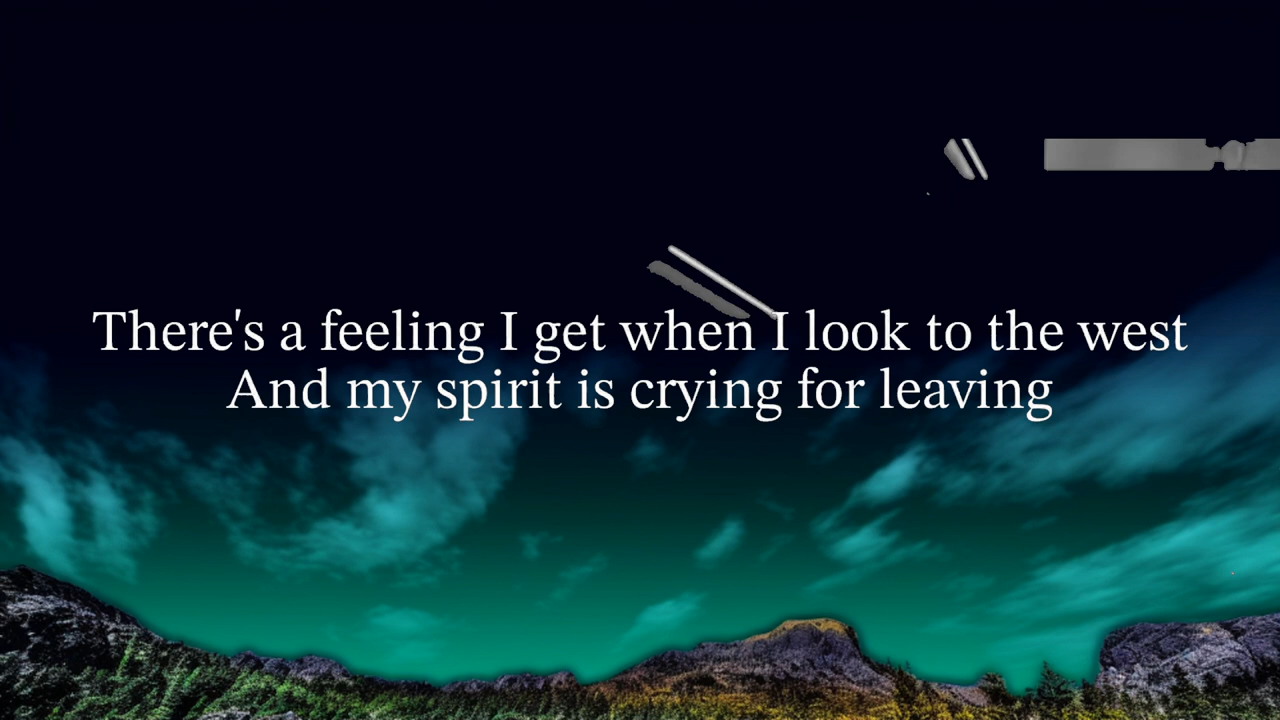 There's a feeling I get when I look to the west
And my spirit is crying for leaving